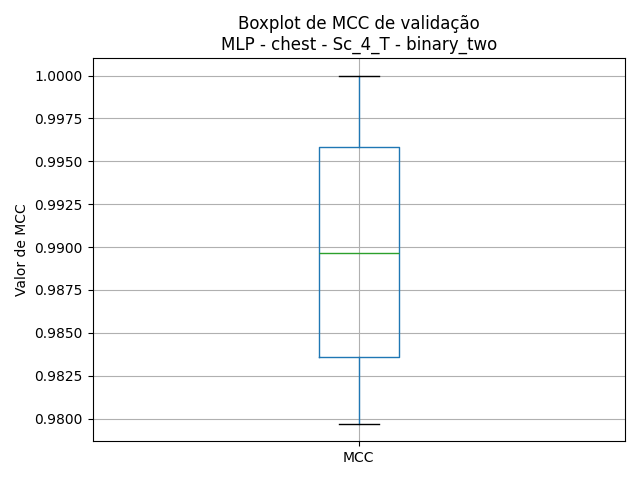 Boxplot de MCC de validação
MLP - chest - Sc_4_T - binary_two
1.0000
0.9975
0.9950
0.9925
0.9900
0.9875
0.9850
0.9825
0.9800
Valor de MCC
MCC